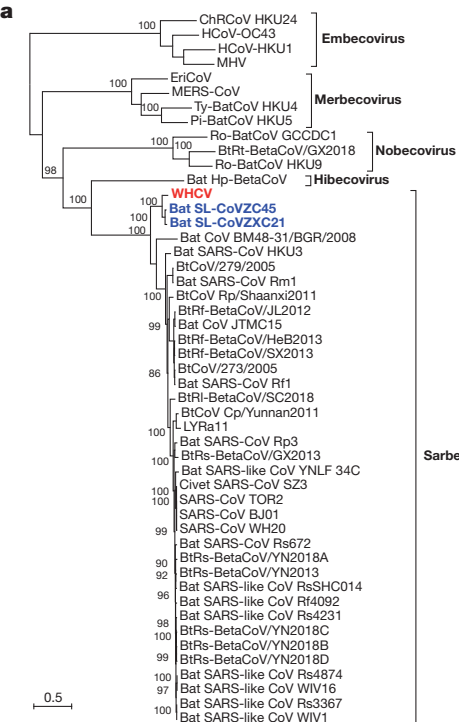 a
ChRCoV HKU24
100
HCoV-OC43
Embecovirus
HCoV-HKU1
MHV
EriCoV
100
MERS-CoV
Merbecovirus
100
Ty-BatCoV HKU4
Pi-BatCoV HKU5
Ro-BatCoV GCCDC1
100
100
BtRt-BetaCoV/GX2018
Nobecovirus
98
Ro-BatCoV HKU9
Bat Hp-BetaCoV
Hibecovirus
100
WHCV
100
Bat SL-CoVZC45
100
Bat SL-CoVZXC21
100
Bat CoV BM48-31/BGR/2008
Bat SARS-CoV HKU3
BtCoV/279/2005
Bat SARS-CoV Rm1
100
BtCoV Rp/Shaanxi2011
BtRf-BetaCoV/JL2012
99
Bat CoV JTMC15
BtRf-BetaCoV/HeB2013
BtRf-BetaCoV/SX2013
86
BtCoV/273/2005
Bat SARS-CoV Rf1
BtRl-BetaCoV/SC2018
BtCoV Cp/Yunnan2011
100
LYRa11
Bat SARS-CoV Rp3
100
BtRs-BetaCoV/GX2013
Sarbe
Bat SARS-like CoV YNLF 34C
100
Civet SARS-CoV SZ3
100
SARS-CoV TOR2
SARS-CoV BJ01
99
SARS-CoV WH20
Bat SARS-CoV Rs672
90
BtRs-BetaCoV/YN2018A
92
BtRs-BetaCoV/YN2013
96
Bat SARS-like CoV RsSHC014
Bat SARS-like CoV Rf4092
98
Bat SARS-like CoV Rs4231
100
BtRs-BetaCoV/YN2018C
BtRs-BetaCoV/YN2018B
99
BtRs-BetaCoV/YN2018D
100
Bat SARS-like CoV Rs4874
97
Bat SARS-like CoV WIV16
100
Bat SARS-like CoV Rs3367
Bat SARS-like CoV WIV1
0.5